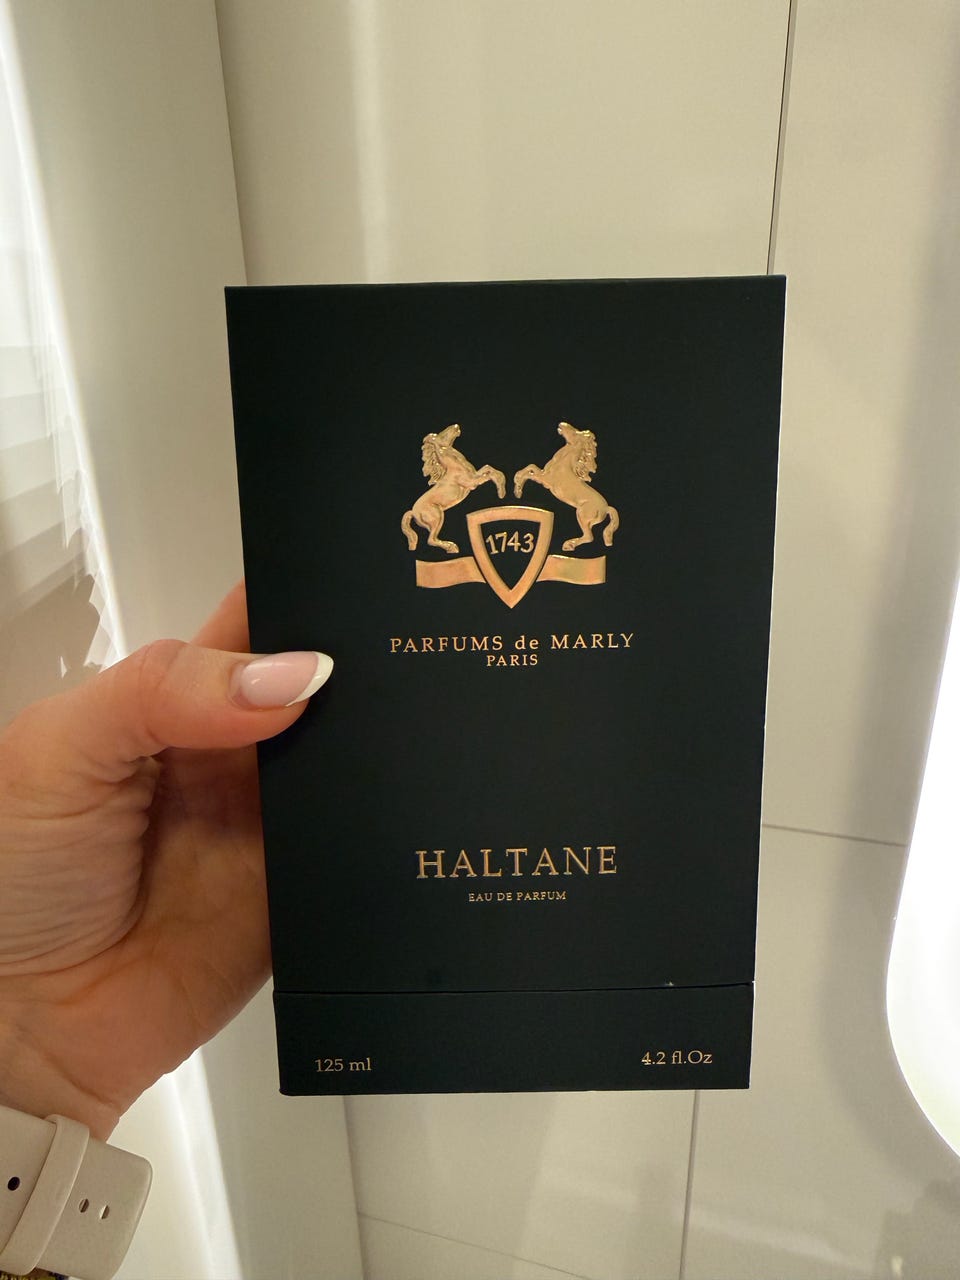 1743
PARFUMS de MARLY
PARIS
HALTANE
EAU DE PARFUM
125 ml
4.2 fl.Oz